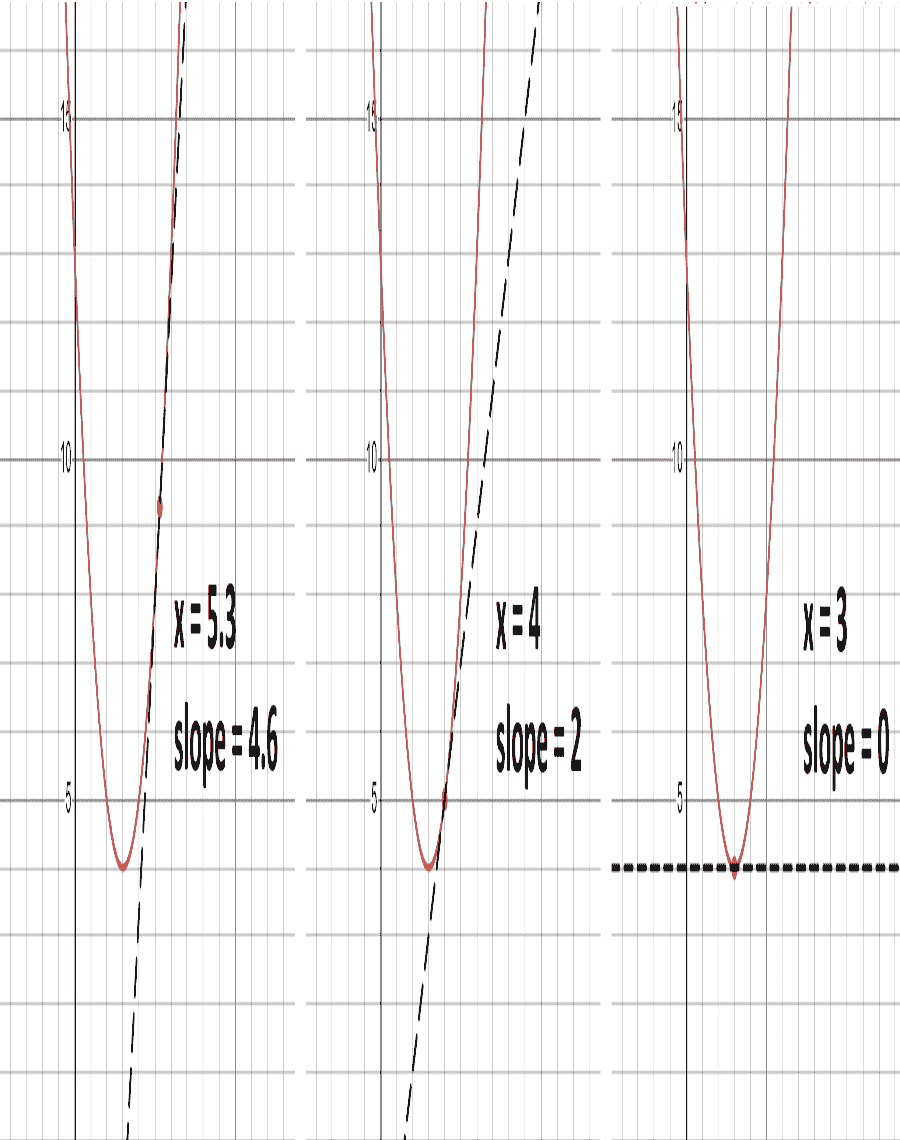 15
10
x = 5.3
slope = 4.6
5
15
10
x = 4
slope = 2
5
15
10
x = 3
slope = 0
5